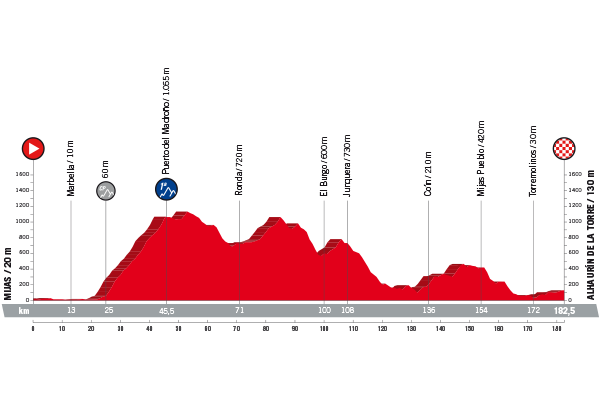 Marbella / 10 m
60 m
Puerto del Madroño / 1.055 m
Ronda / 720 m
El Burgo / 600 m
Junquera / 730 m
Coín / 210 m
Mijas Pueblo / 420 m
Torremolinos / 30 m
1600
1400
1200
1000
800
600
400
200
0
1600
1400
1200
1000
800
600
400
200
0
MIJAS / 20 m
ALHAURÍN DE LA TORRE / 130 m
km 13 25 45,5 71 100 108 136 154 172 182,5
0 10 20 30 40 50 60 70 80 90 100 110 120 130 140 150 160 170 180